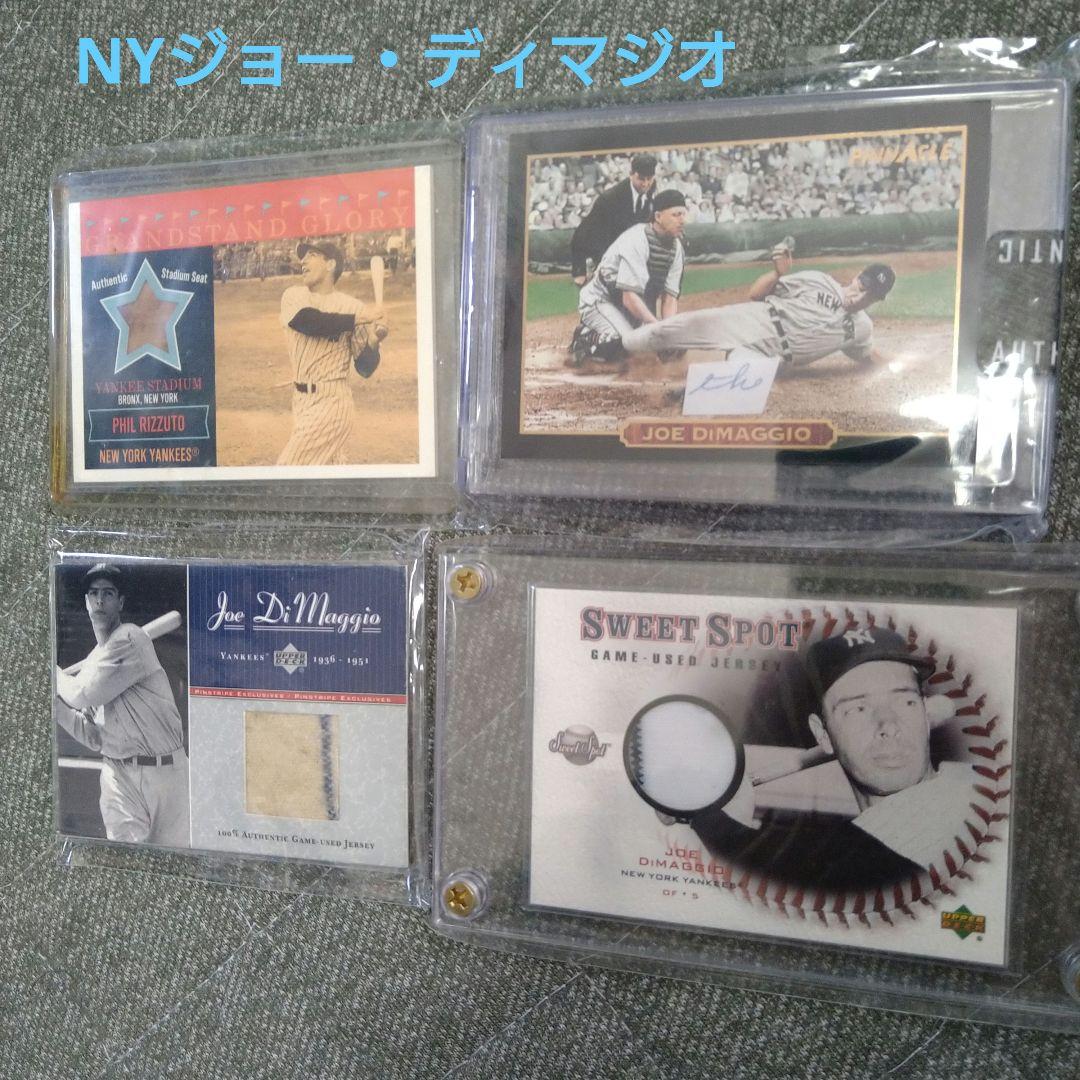 NYジョー・ディマジオ
GRANDSTAND GLORY
Authentic
Stadium Seat
YANKEE STADIUM
BRONX, NEW YORK
PHIL RIZZUTO
NEW YORK YANKEES®
PINNACLE
NEW
the
JOE DIMAGGIO
Joe DiMaggio
YANKEES UPPER DECK 1936 - 1951
PINSTRIPE EXCLUSIVES / PINSTRIPE EXCLUSIVES
100% AUTHENTIC GAME-USED JERSEY
SWEET SPOT
GAME-USED JERSEY
NY
Sweet Spot
JOE
DIMAGGIO
NEW YORK YANKEES
OF • 5
UPPER DECK